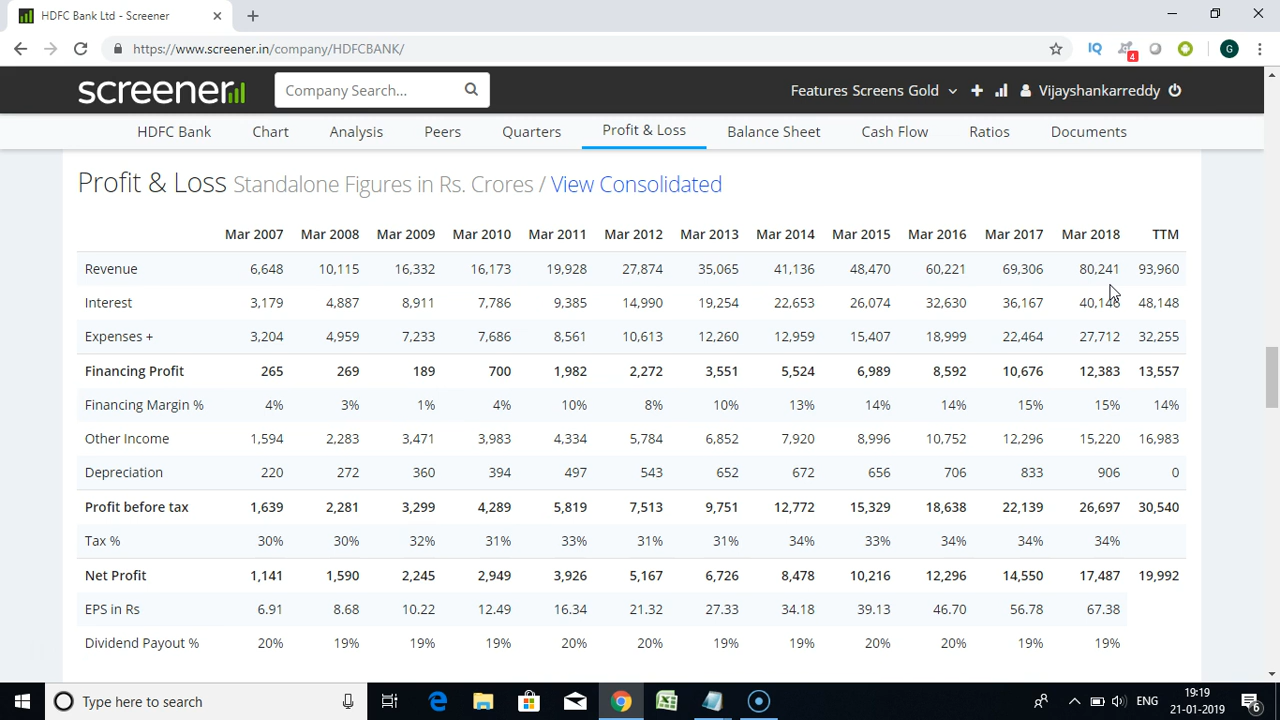 HDFC Bank Ltd - Screener
https://www.screener.in/company/HDFCBANK/
IQ 4 G
screener Company Search... Features Screens Gold Vijayshankarreddy
HDFC Bank Chart Analysis Peers Quarters Profit & Loss Balance Sheet Cash Flow Ratios Documents
Profit & Loss Standalone Figures in Rs. Crores / View Consolidated
Mar 2007 Mar 2008 Mar 2009 Mar 2010 Mar 2011 Mar 2012 Mar 2013 Mar 2014 Mar 2015 Mar 2016 Mar 2017 Mar 2018 TTM
Revenue 6,648 10,115 16,332 16,173 19,928 27,874 35,065 41,136 48,470 60,221 69,306 80,241 93,960
Interest 3,179 4,887 8,911 7,786 9,385 14,990 19,254 22,653 26,074 32,630 36,167 40,146 48,148
Expenses + 3,204 4,959 7,233 7,686 8,561 10,613 12,260 12,959 15,407 18,999 22,464 27,712 32,255
Financing Profit 265 269 189 700 1,982 2,272 3,551 5,524 6,989 8,592 10,676 12,383 13,557
Financing Margin % 4% 3% 1% 4% 10% 8% 10% 13% 14% 14% 15% 15% 14%
Other Income 1,594 2,283 3,471 3,983 4,334 5,784 6,852 7,920 8,996 10,752 12,296 15,220 16,983
Depreciation 220 272 360 394 497 543 652 672 656 706 833 906 0
Profit before tax 1,639 2,281 3,299 4,289 5,819 7,513 9,751 12,772 15,329 18,638 22,139 26,697 30,540
Tax % 30% 30% 32% 31% 33% 31% 31% 34% 33% 34% 34% 34%
Net Profit 1,141 1,590 2,245 2,949 3,926 5,167 6,726 8,478 10,216 12,296 14,550 17,487 19,992
EPS in Rs 6.91 8.68 10.22 12.49 16.34 21.32 27.33 34.18 39.13 46.70 56.78 67.38
Dividend Payout % 20% 19% 19% 19% 20% 20% 19% 19% 20% 20% 19% 19%
Type here to search ENG 19:19
21-01-2019 6